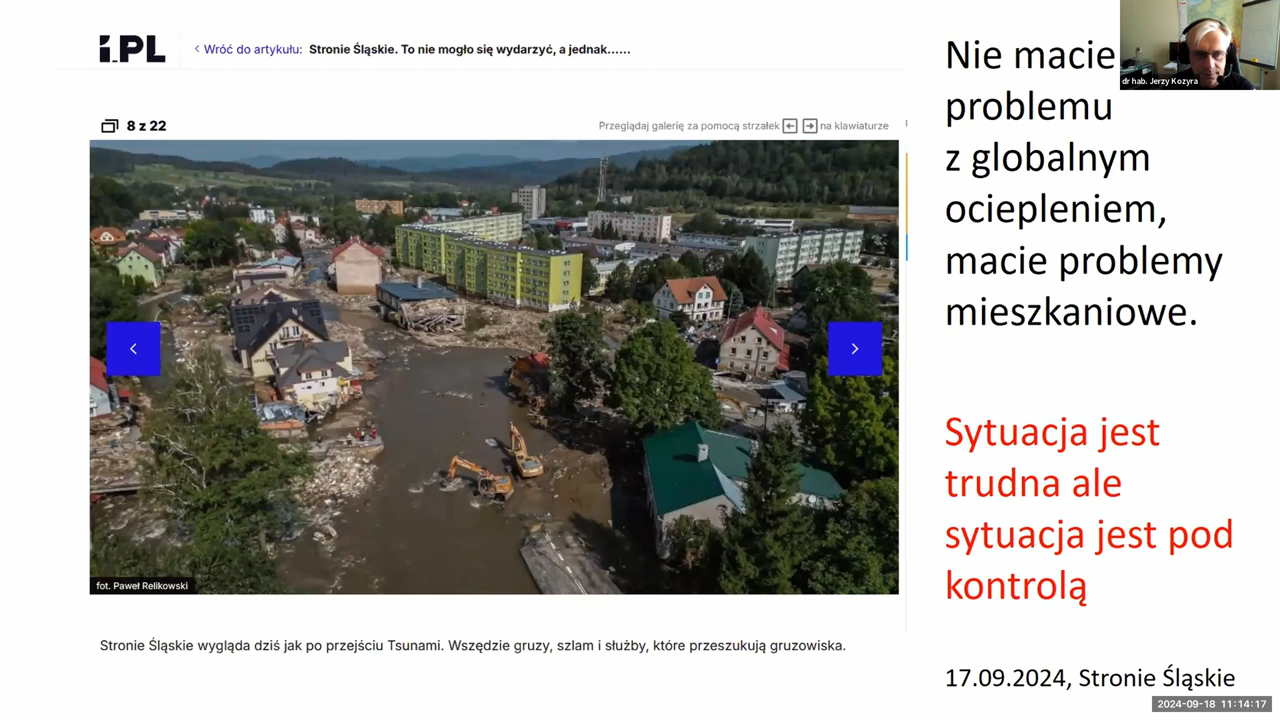 i.PL
Wróć do artykułu: Stronie Śląskie. To nie mogło się wydarzyć, a jednak......
8 z 22
Przeglądaj galerię za pomocą strzałek na klawiaturze
fot. Paweł Relikowski
Stronie Śląskie wygląda dziś jak po przejściu Tsunami. Wszędzie gruzy, szlam i służby, które przeszukują gruzowiska.
Nie macie
problemu
z globalnym
ociepleniem,
macie problemy
mieszkaniowe.
Sytuacja jest
trudna ale
sytuacja jest pod
kontrolą
17.09.2024, Stronie Śląskie
dr hab. Jerzy Kozyra
2024-09-18 11:14:17